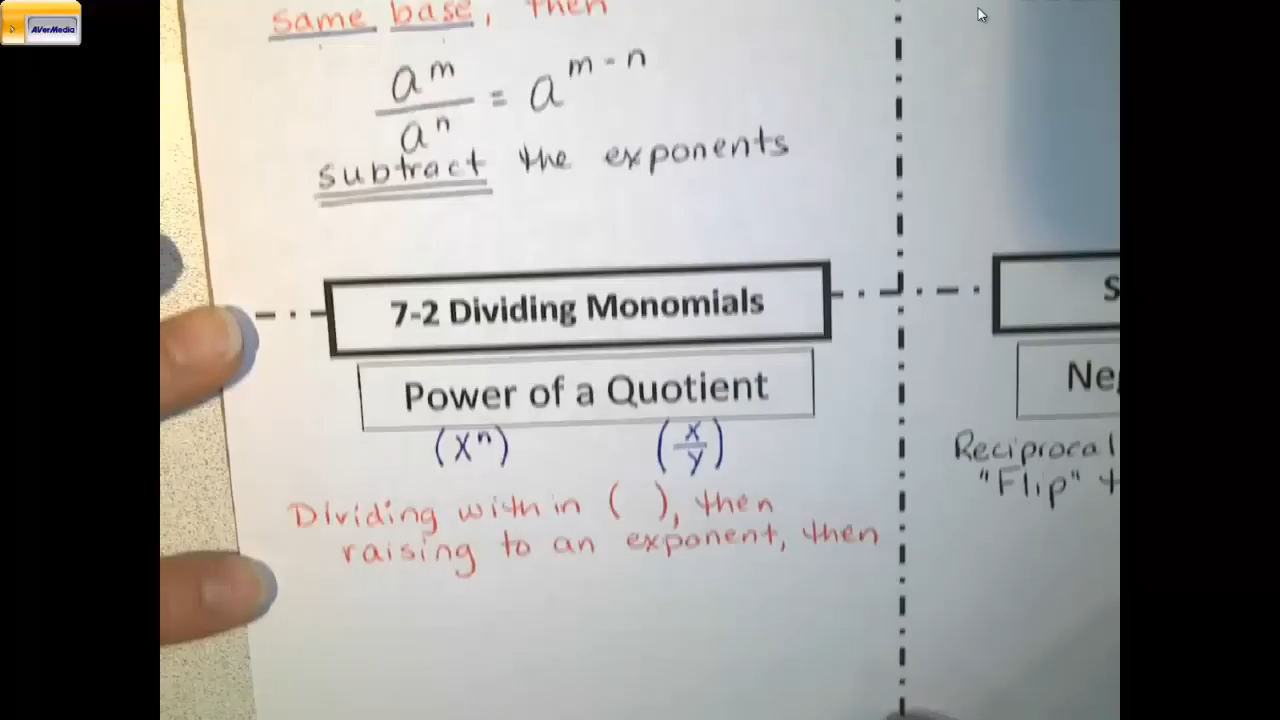 AVerMedia
same base, then
a^m / a^n = a^(m-n)
subtract the exponents
7-2 Dividing Monomials
Power of a Quotient
(x^n) (x/y)
Dividing with in ( ), then
raising to an exponent, then
Reciprocal
"Flip"